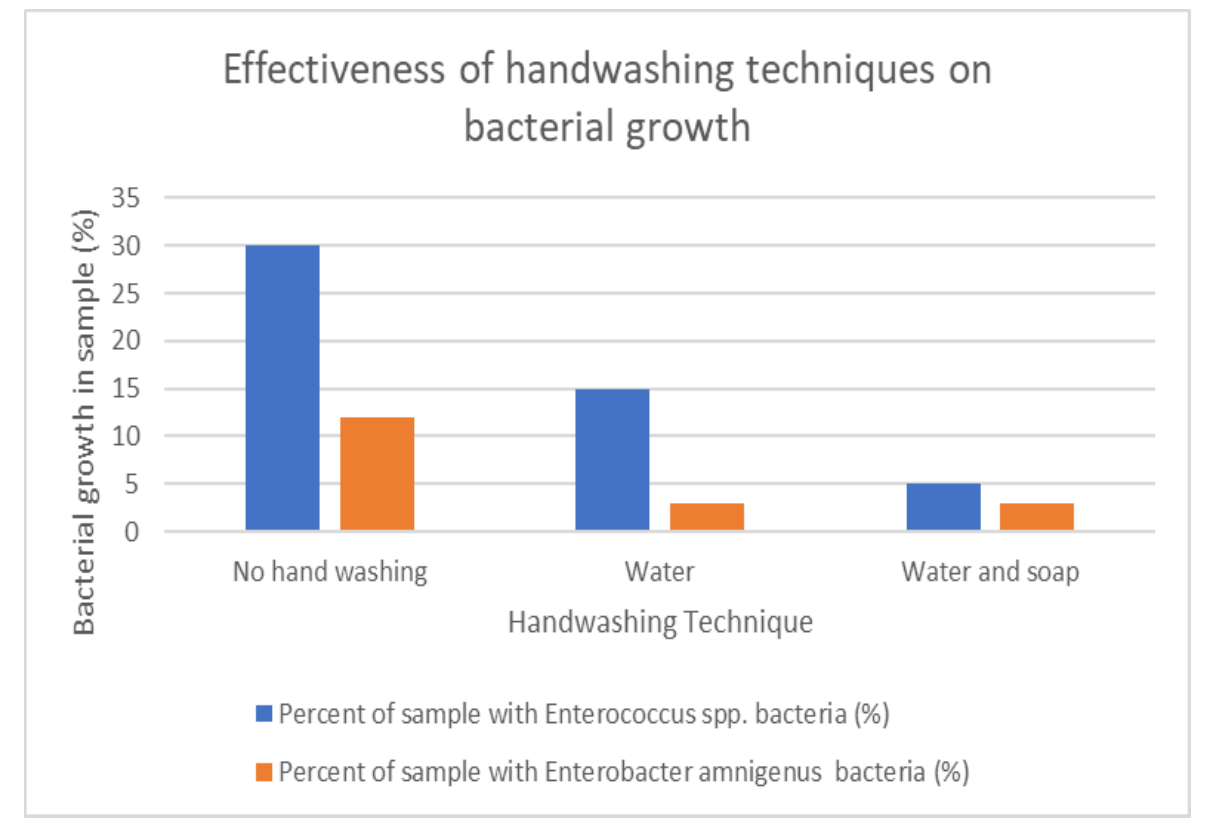 Effectiveness of handwashing techniques on
bacterial growth
Bacterial growth in sample (%)
35
30
25
20
15
10
5
0
No hand washing
Water
Water and soap
Handwashing Technique
Percent of sample with Enterococcus spp. bacteria (%)
Percent of sample with Enterobacter amnigenus bacteria (%)